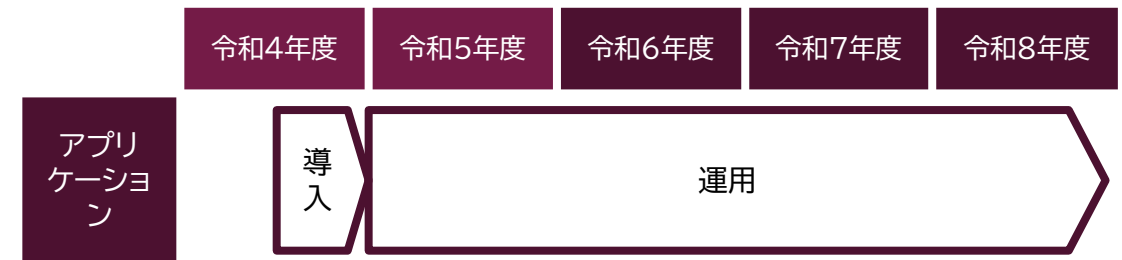 令和4年度 令和5年度 令和6年度 令和7年度 令和8年度
アプリ
ケーショ
ン
導
入
運用